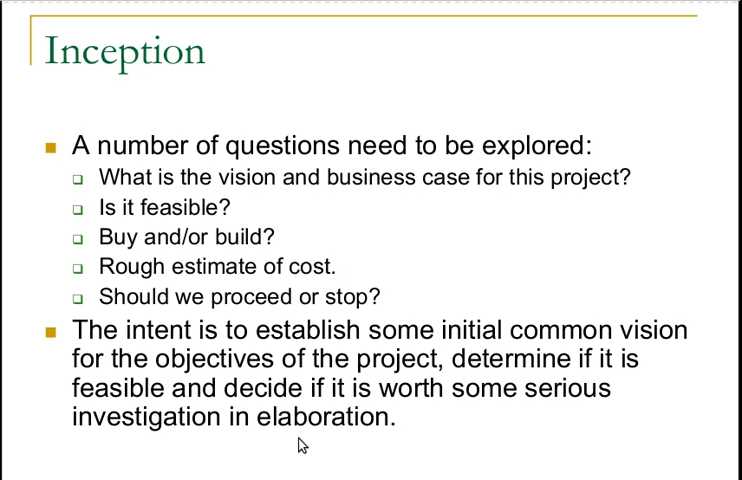 Inception
A number of questions need to be explored:
What is the vision and business case for this project?
Is it feasible?
Buy and/or build?
Rough estimate of cost.
Should we proceed or stop?
The intent is to establish some initial common vision
for the objectives of the project, determine if it is
feasible and decide if it is worth some serious
investigation in elaboration.